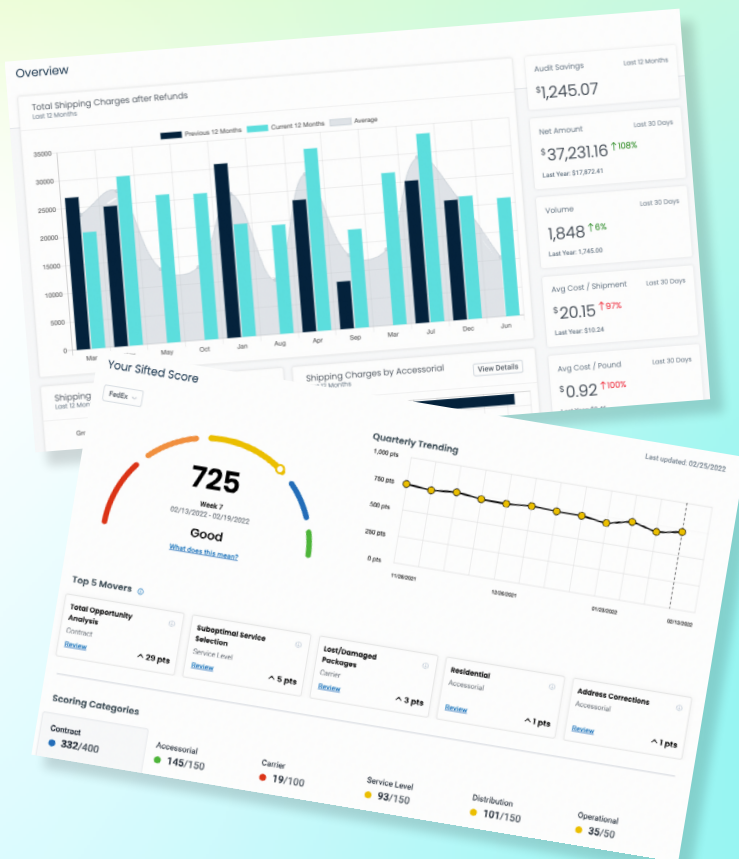 Overview
Total Shipping Charges after Refunds
Last 12 Months
Previous 12 Months
Current 12 Months
Average
35000
30000
25000
20000
15000
10000
5000
0
Mar
May
Oct
Jan
Aug
Apr
Sep
Mar
Jul
Dec
Jun
Audit Savings
Last 12 Months
$1,245.07
Net Amount
Last 30 Days
$37,231.16 ↑108%
Last Year: $17,872.41
Volume
Last 30 Days
1,848 ↑6%
Last Year: 1,745.00
Avg Cost / Shipment
Last 30 Days
$20.15 ↑97%
Last Year: $10.24
Avg Cost / Pound
Last 30 Days
$0.92 ↑100%
Shipping
Last 12 Mon
Shipping Charges by Accessorial
Months
View Details
Your Sifted Score
FedEx
725
Week 7
02/13/2022 - 02/19/2022
Good
What does this mean?
Quarterly Trending
Last updated: 02/25/2022
1,000 pts
750 pts
500 pts
250 pts
0 pts
11/28/2021
Top 5 Movers
Total Opportunity
Analysis
Contract
Review
^ 29 pts
Suboptimal Service
Selection
Service Level
Review
^ 5 pts
Lost/Damaged
Packages
Carrier
Review
^ 3 pts
Residential
Accessorial
Review
^ 1 pts
Address Corrections
Accessorial
Review
^ 1 pts
Scoring Categories
Contract
332/400
Accessorial
145/150
Carrier
19/100
Service Level
93/150
Distribution
101/150
Operational
35/50